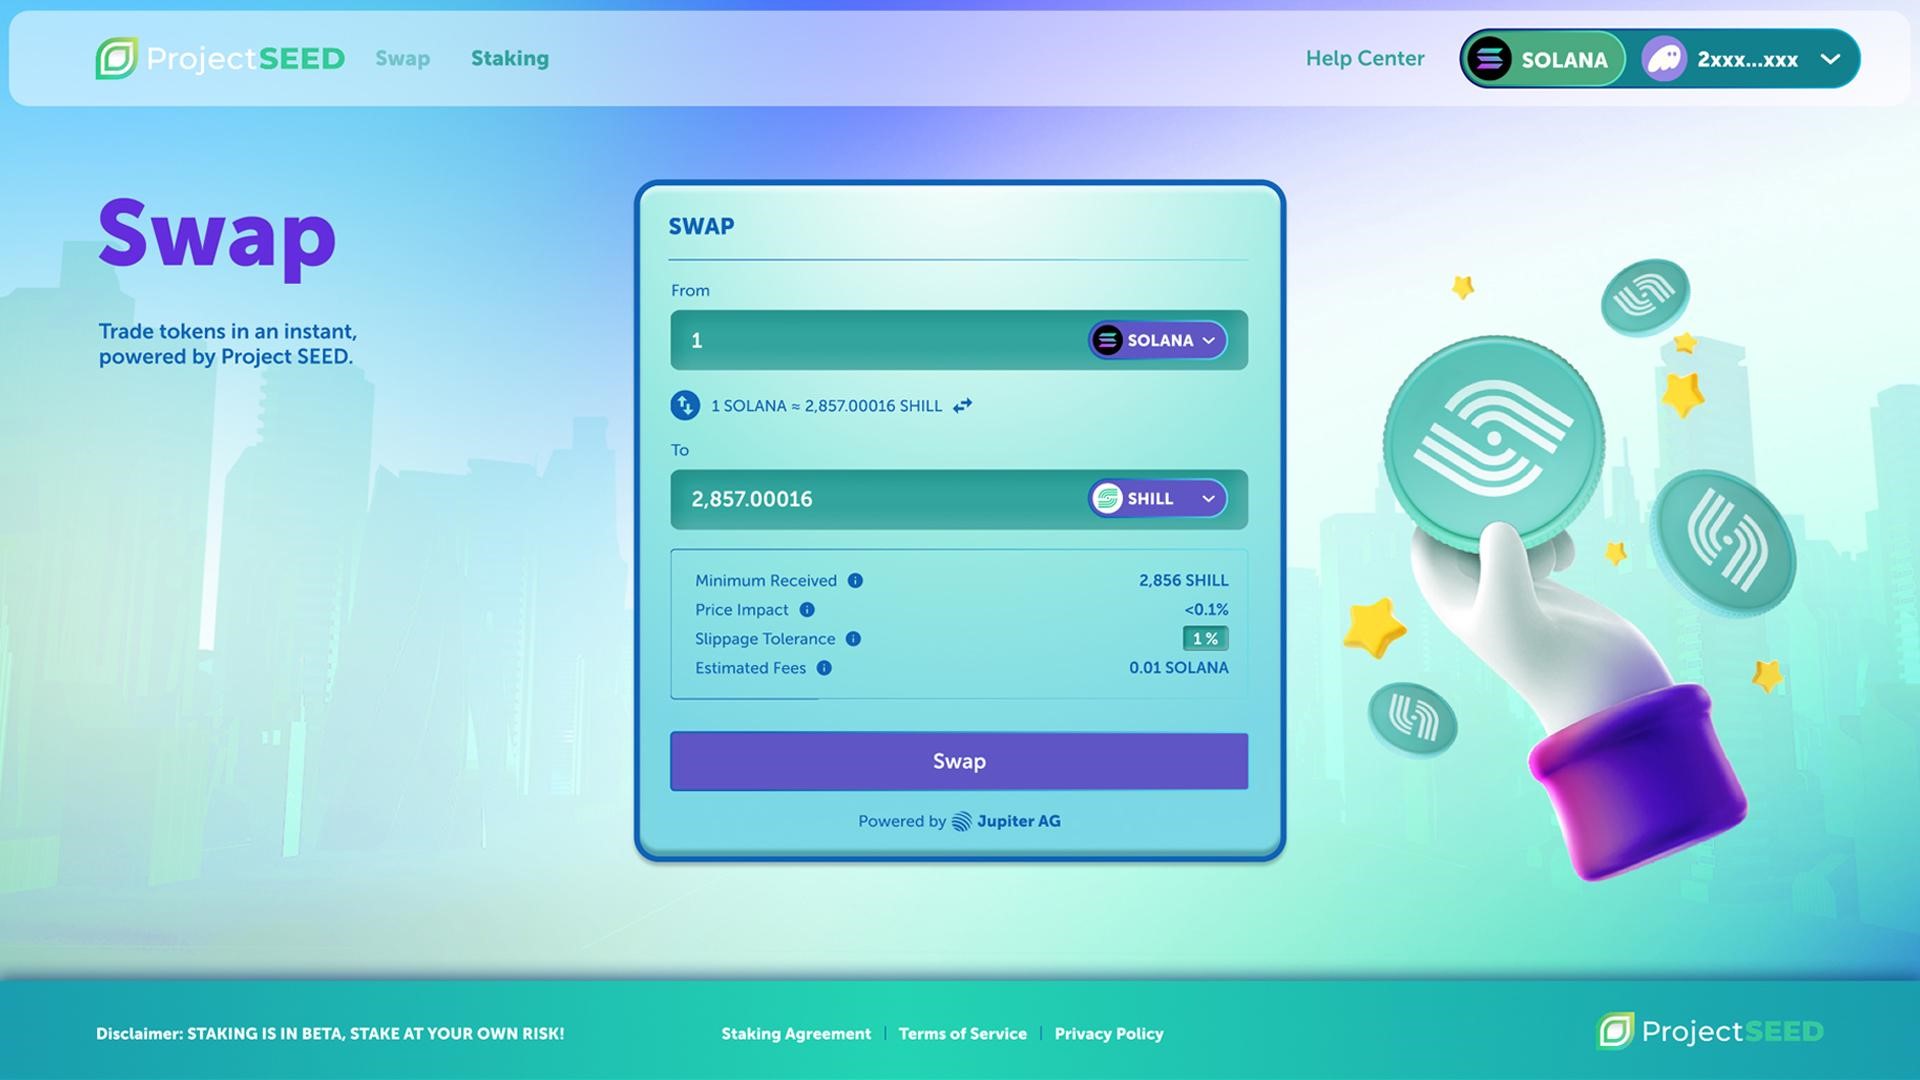 ProjectSEED
Swap
Staking
Help Center
SOLANA
2xxx...xxx
Swap
Trade tokens in an instant,
powered by Project SEED.
SWAP
From
1
SOLANA
1 SOLANA ≈ 2,857.00016 SHILL
To
2,857.00016
SHILL
Minimum Received
2,856 SHILL
Price Impact
<0.1%
Slippage Tolerance
1 %
Estimated Fees
0.01 SOLANA
Swap
Powered by Jupiter AG
Disclaimer: STAKING IS IN BETA, STAKE AT YOUR OWN RISK!
Staking Agreement | Terms of Service | Privacy Policy
ProjectSEED